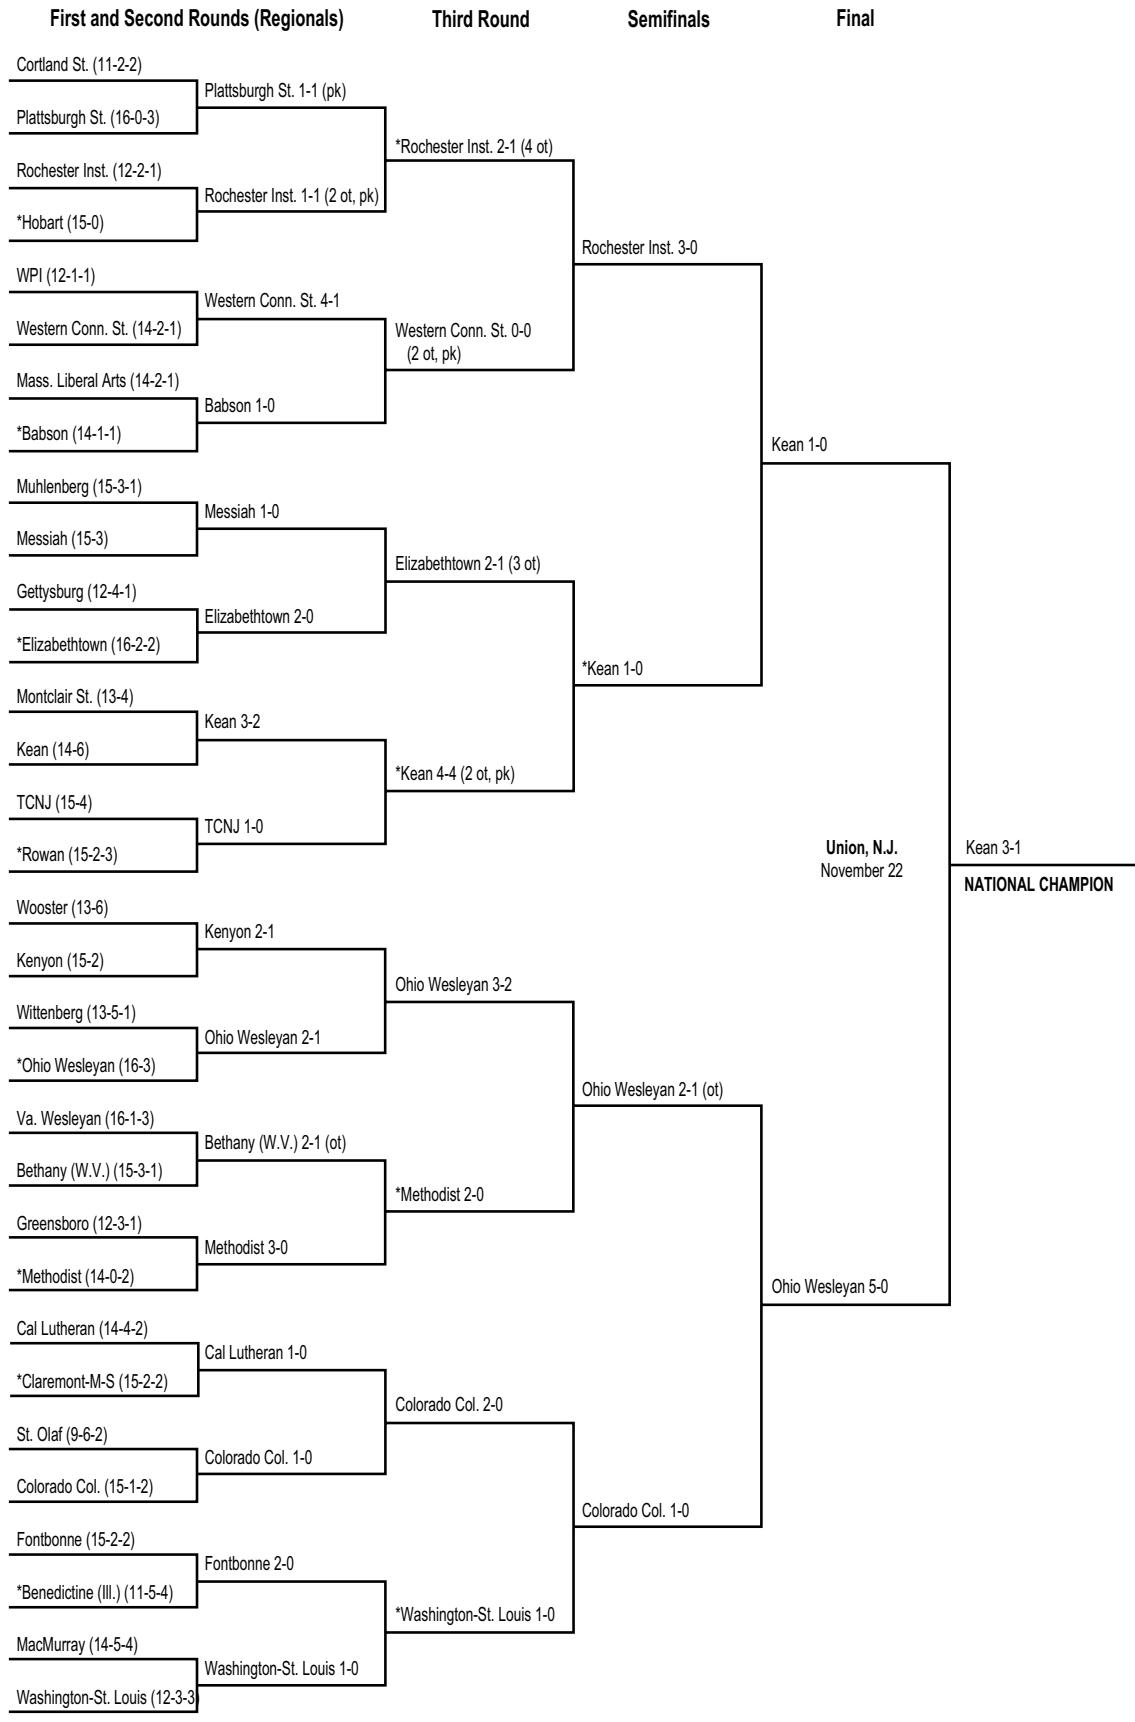 First and Second Rounds (Regionals)
Third Round
Semifinals
Final
Cortland St. (11-2-2)
Plattsburgh St. 1-1 (pk)
Plattsburgh St. (16-0-3)
*Rochester Inst. 2-1 (4 ot)
Rochester Inst. (12-2-1)
Rochester Inst. 1-1 (2 ot, pk)
*Hobart (15-0)
Rochester Inst. 3-0
WPI (12-1-1)
Western Conn. St. 4-1
Western Conn. St. (14-2-1)
Western Conn. St. 0-0
(2 ot, pk)
Mass. Liberal Arts (14-2-1)
Babson 1-0
*Babson (14-1-1)
Kean 1-0
Muhlenberg (15-3-1)
Messiah 1-0
Messiah (15-3)
Elizabethtown 2-1 (3 ot)
Gettysburg (12-4-1)
Elizabethtown 2-0
*Elizabethtown (16-2-2)
*Kean 1-0
Montclair St. (13-4)
Kean 3-2
Kean (14-6)
*Kean 4-4 (2 ot, pk)
TCNJ (15-4)
TCNJ 1-0
*Rowan (15-2-3)
Union, N.J.
November 22
Kean 3-1
NATIONAL CHAMPION
Wooster (13-6)
Kenyon 2-1
Kenyon (15-2)
Ohio Wesleyan 3-2
Wittenberg (13-5-1)
Ohio Wesleyan 2-1
*Ohio Wesleyan (16-3)
Ohio Wesleyan 2-1 (ot)
Va. Wesleyan (16-1-3)
Bethany (W.V.) 2-1 (ot)
Bethany (W.V.) (15-3-1)
*Methodist 2-0
Greensboro (12-3-1)
Methodist 3-0
*Methodist (14-0-2)
Ohio Wesleyan 5-0
Cal Lutheran (14-4-2)
Cal Lutheran 1-0
*Claremont-M-S (15-2-2)
Colorado Col. 2-0
St. Olaf (9-6-2)
Colorado Col. 1-0
Colorado Col. (15-1-2)
Colorado Col. 1-0
Fontbonne (15-2-2)
Fontbonne 2-0
*Benedictine (Ill.) (11-5-4)
*Washington-St. Louis 1-0
MacMurray (14-5-4)
Washington-St. Louis 1-0
Washington-St. Louis (12-3-3)